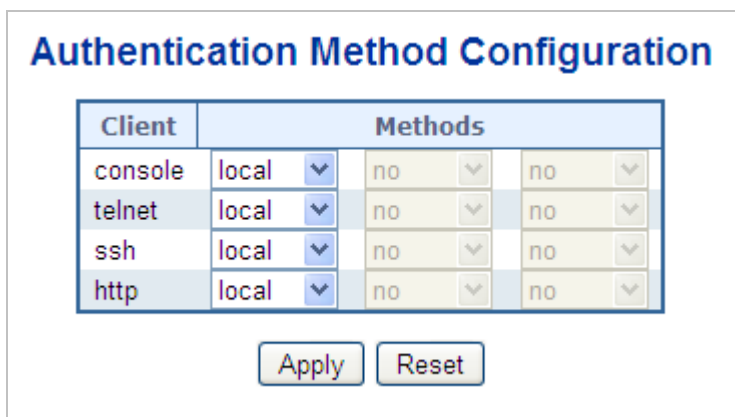 Authentication Method Configuration
Client Methods
console local no no
telnet local no no
ssh local no no
http local no no
Apply Reset